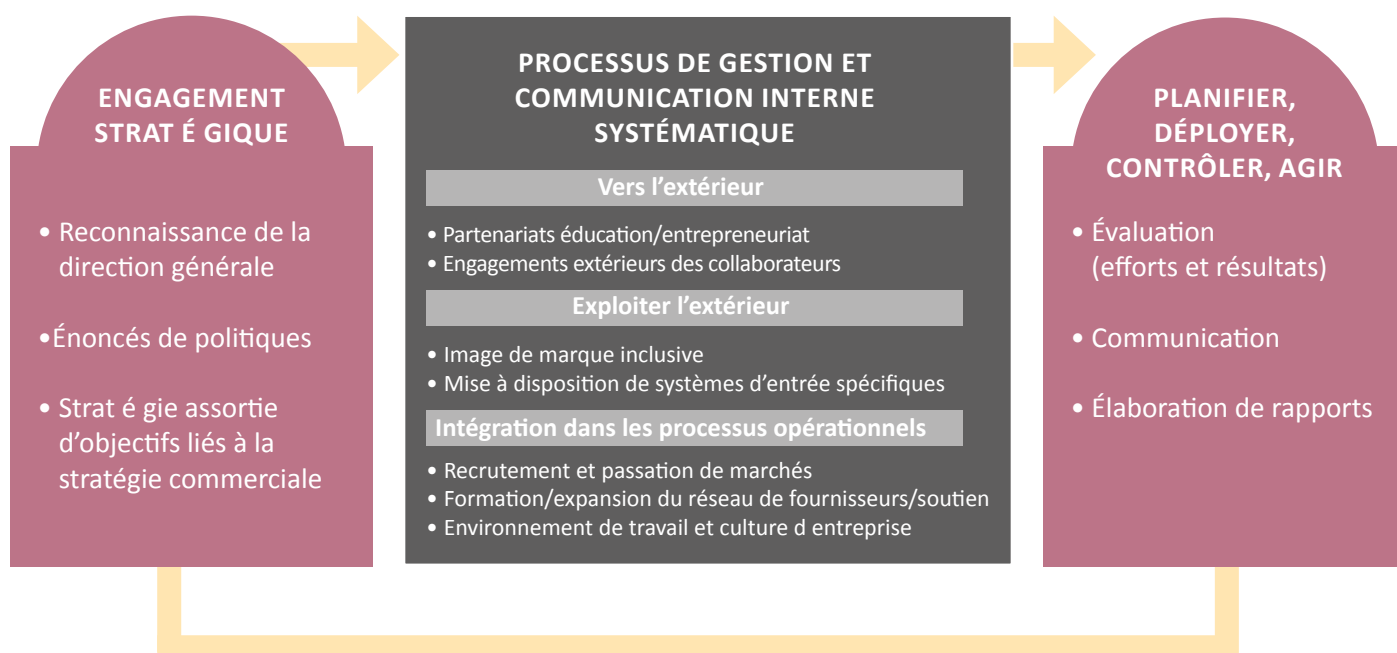 ENGAGEMENT
STRAT É GIQUE
• Reconnaissance de la
direction générale
•Énoncés de politiques
• Strat é gie assortie
d'objectifs liés à la
stratégie commerciale
PROCESSUS DE GESTION ET
COMMUNICATION INTERNE
SYSTÉMATIQUE
Vers l’extérieur
• Partenariats éducation/entrepreneuriat
• Engagements extérieurs des collaborateurs
Exploiter l’extérieur
• Image de marque inclusive
• Mise à disposition de systèmes d’entrée spécifiques
Intégration dans les processus opérationnels
• Recrutement et passation de marchés
• Formation/expansion du réseau de fournisseurs/soutien
• Environnement de travail et culture d entreprise
PLANIFIER,
DÉPLOYER,
CONTRÔLER, AGIR
• Évaluation
(efforts et résultats)
• Communication
• Élaboration de rapports